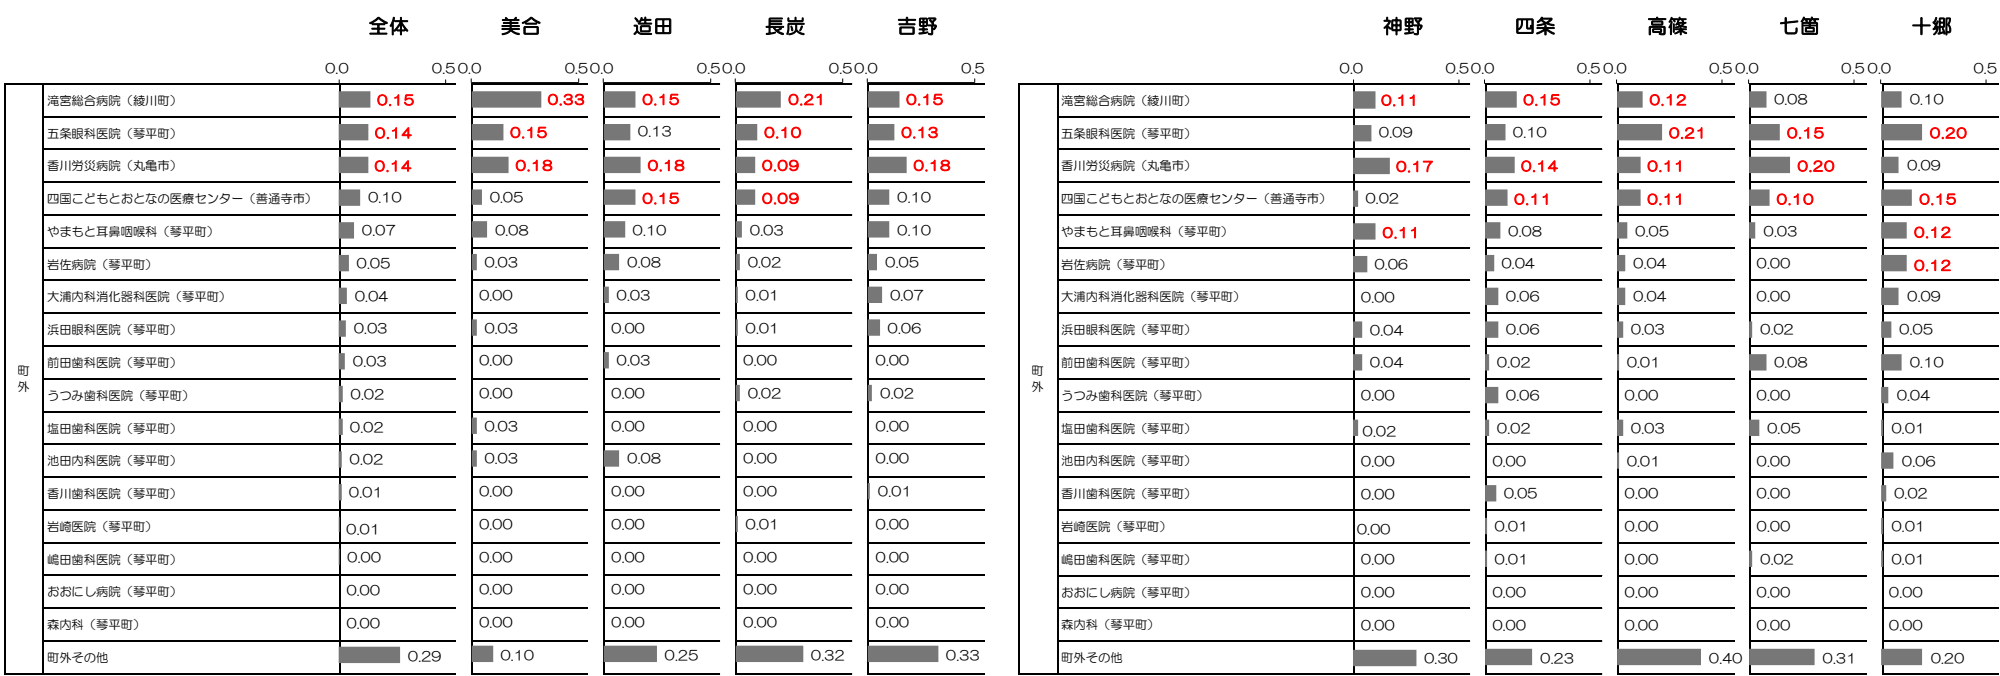 全体 美合 造田 長炭 吉野
0.0 0.5 0.0 0.5 0.0 0.5 0.0 0.5 0.0 0.5
町外
滝宮総合病院（綾川町） 0.15 0.33 0.15 0.21 0.15
五条眼科医院（琴平町） 0.14 0.15 0.13 0.10 0.13
香川労災病院（丸亀市） 0.14 0.18 0.18 0.09 0.18
四国こどもとおとなの医療センター（善通寺市） 0.10 0.05 0.15 0.09 0.10
やまもと耳鼻咽喉科（琴平町） 0.07 0.08 0.10 0.03 0.10
岩佐病院（琴平町） 0.05 0.03 0.08 0.02 0.05
大浦内科消化器科医院（琴平町） 0.04 0.00 0.03 0.01 0.07
浜田眼科医院（琴平町） 0.03 0.03 0.00 0.01 0.06
前田歯科医院（琴平町） 0.03 0.00 0.03 0.00 0.00
うつみ歯科医院（琴平町） 0.02 0.00 0.00 0.02 0.02
塩田歯科医院（琴平町） 0.02 0.03 0.00 0.00 0.00
池田内科医院（琴平町） 0.02 0.03 0.08 0.00 0.00
香川歯科医院（琴平町） 0.01 0.00 0.00 0.00 0.01
岩崎医院（琴平町） 0.01 0.00 0.00 0.01 0.00
嶋田歯科医院（琴平町） 0.00 0.00 0.00 0.00 0.00
おおにし病院（琴平町） 0.00 0.00 0.00 0.00 0.00
森内科（琴平町） 0.00 0.00 0.00 0.00 0.00
町外その他 0.29 0.10 0.25 0.32 0.33
神野 四条 高篠 七箇 十郷
0.0 0.5 0.0 0.5 0.0 0.5 0.0 0.5 0.0 0.5
町外
滝宮総合病院（綾川町） 0.11 0.15 0.12 0.08 0.10
五条眼科医院（琴平町） 0.09 0.10 0.21 0.15 0.20
香川労災病院（丸亀市） 0.17 0.14 0.11 0.20 0.09
四国こどもとおとなの医療センター（善通寺市） 0.02 0.11 0.11 0.10 0.15
やまもと耳鼻咽喉科（琴平町） 0.11 0.08 0.05 0.03 0.12
岩佐病院（琴平町） 0.06 0.04 0.04 0.00 0.12
大浦内科消化器科医院（琴平町） 0.00 0.06 0.04 0.00 0.09
浜田眼科医院（琴平町） 0.04 0.06 0.03 0.02 0.05
前田歯科医院（琴平町） 0.04 0.02 0.01 0.08 0.10
うつみ歯科医院（琴平町） 0.00 0.06 0.00 0.00 0.04
塩田歯科医院（琴平町） 0.02 0.02 0.03 0.05 0.01
池田内科医院（琴平町） 0.00 0.00 0.01 0.00 0.06
香川歯科医院（琴平町） 0.00 0.05 0.00 0.00 0.02
岩崎医院（琴平町） 0.00 0.01 0.00 0.00 0.01
嶋田歯科医院（琴平町） 0.00 0.01 0.00 0.02 0.01
おおにし病院（琴平町） 0.00 0.00 0.00 0.00 0.00
森内科（琴平町） 0.00 0.00 0.00 0.00 0.00
町外その他 0.30 0.23 0.40 0.31 0.20